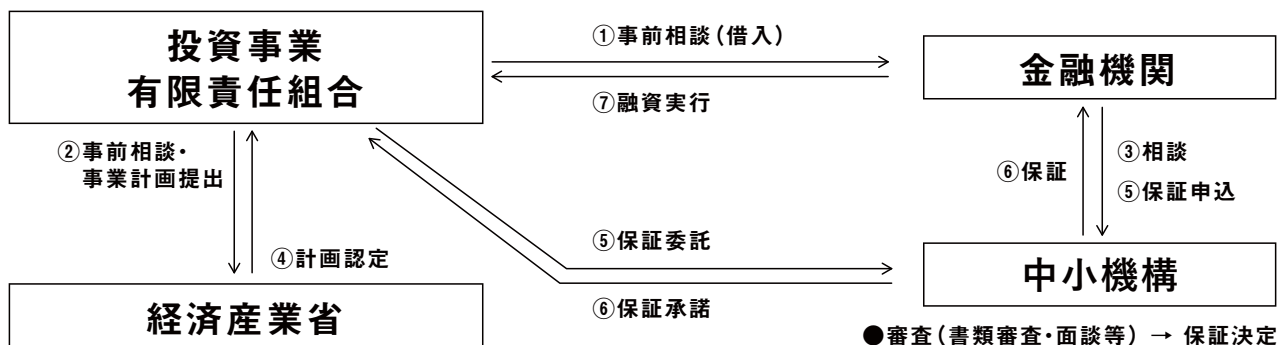 投資事業
有限責任組合
①事前相談（借入）
⑦融資実行
金融機関
②事前相談・
事業計画提出
④計画認定
⑥保証
③相談
⑤保証申込
⑤保証委託
⑥保証承諾
経済産業省
中小機構
●審査（書類審査・面談等）→ 保証決定